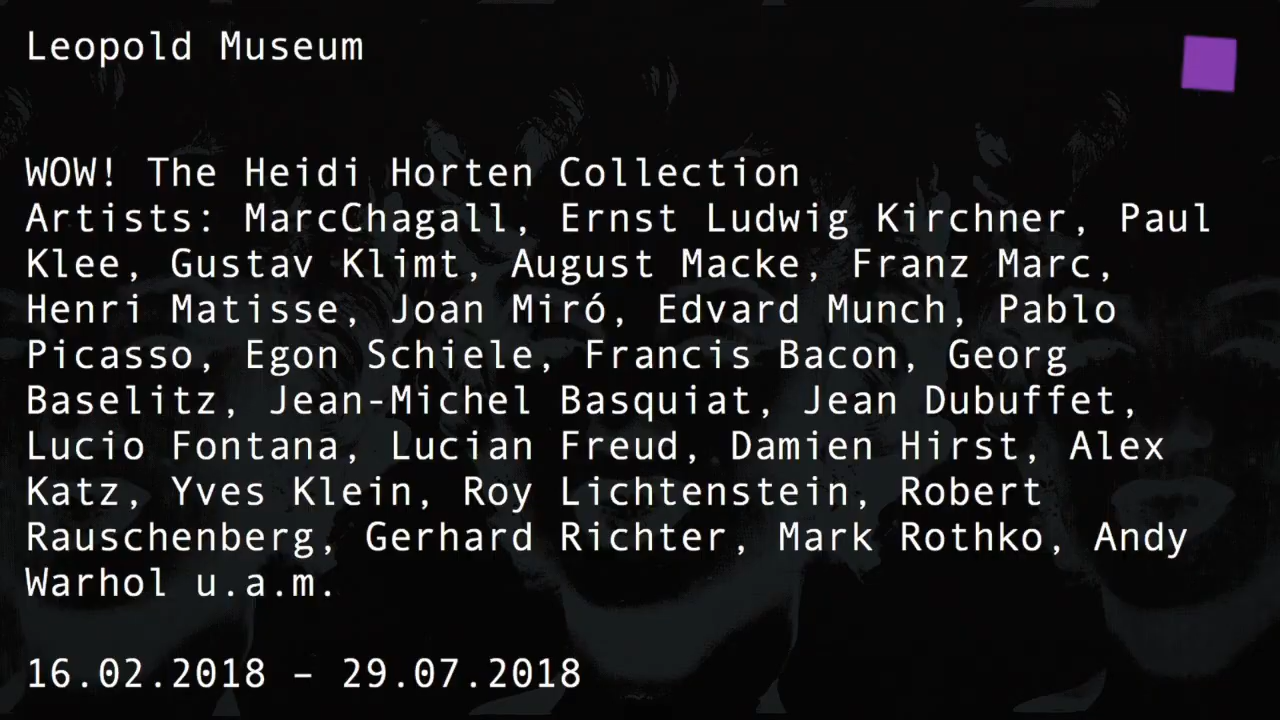 Leopold Museum
WOW! The Heidi Horten Collection
Artists: MarcChagall, Ernst Ludwig Kirchner, Paul
Klee, Gustav Klimt, August Macke, Franz Marc,
Henri Matisse, Joan Miró, Edvard Munch, Pablo
Picasso, Egon Schiele, Francis Bacon, Georg
Baselitz, Jean-Michel Basquiat, Jean Dubuffet,
Lucio Fontana, Lucian Freud, Damien Hirst, Alex
Katz, Yves Klein, Roy Lichtenstein, Robert
Rauschenberg, Gerhard Richter, Mark Rothko, Andy
Warhol u.a.m.
16.02.2018 – 29.07.2018